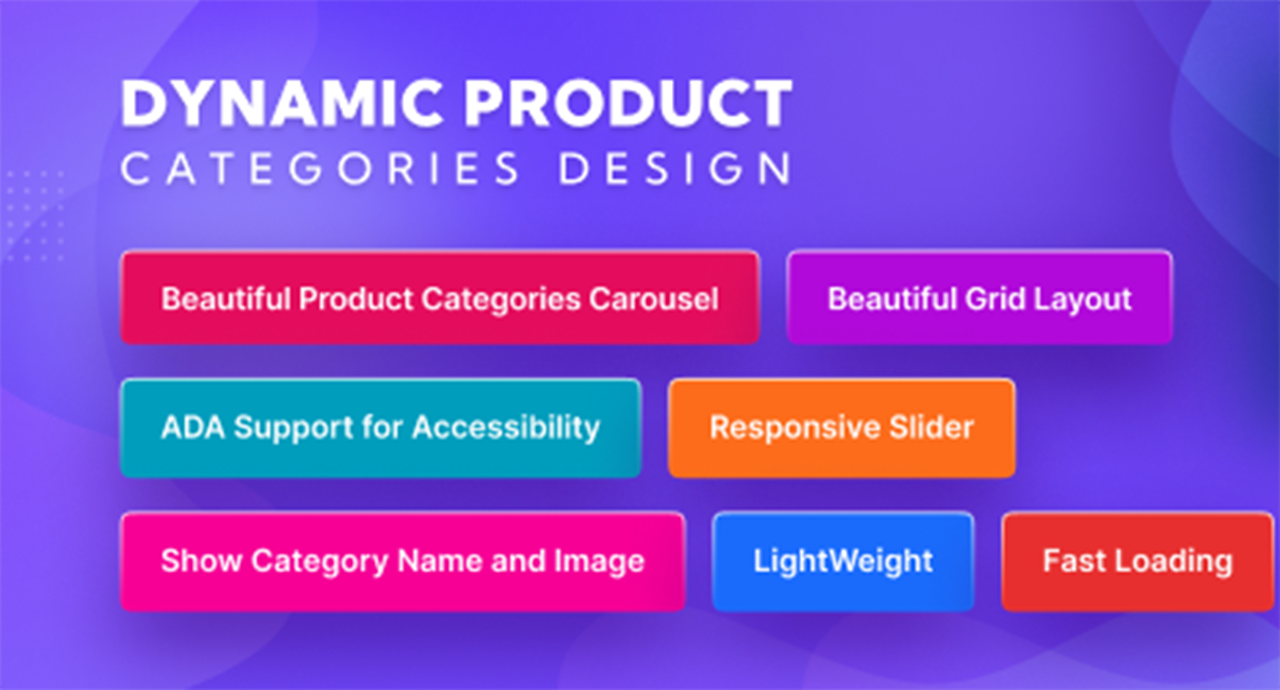 DYNAMIC PRODUCT
CATEGORIES DESIGN
Beautiful Product Categories Carousel
Beautiful Grid Layout
ADA Support for Accessibility
Responsive Slider
Show Category Name and Image
LightWeight
Fast Loading